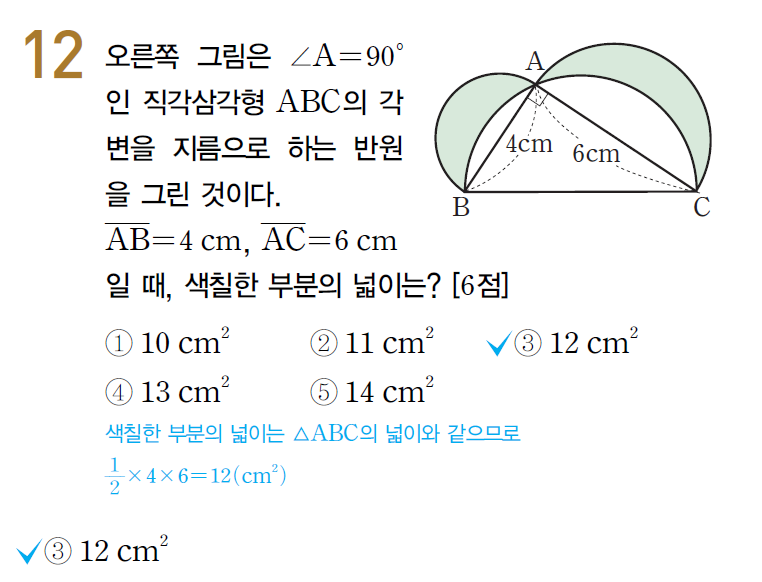 12 오른쪽 그림은 ∠A=90°
인 직각삼각형 ABC의 각
변을 지름으로 하는 반원
을 그린 것이다.
AB=4 cm, AC=6 cm
일 때, 색칠한 부분의 넓이는? [6점]
A
4cm
6cm
B
C
① 10 cm² ② 11 cm² ✓③ 12 cm²
④ 13 cm² ⑤ 14 cm²
색칠한 부분의 넓이는 △ABC의 넓이와 같으므로
1/2×4×6=12(cm²)
✓③ 12 cm²